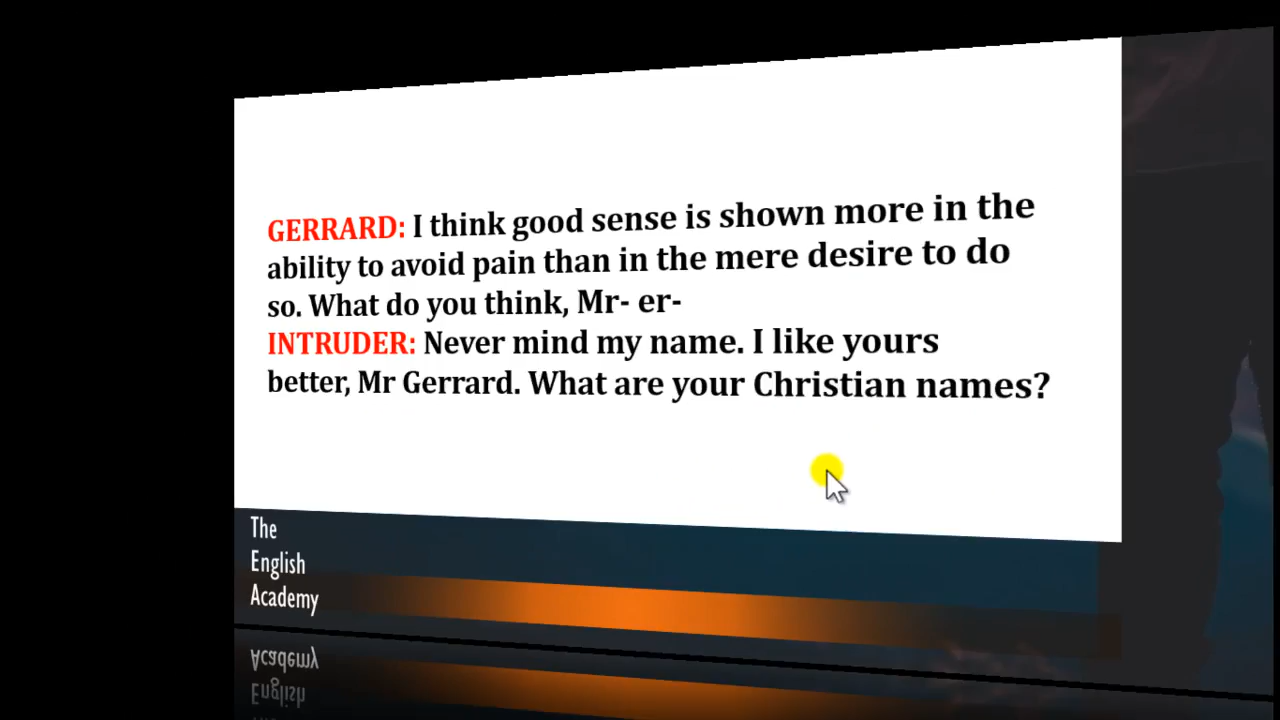 GERRARD: I think good sense is shown more in the
ability to avoid pain than in the mere desire to do
so. What do you think, Mr- er-
INTRUDER: Never mind my name. I like yours
better, Mr Gerrard. What are your Christian names?
The
English
Academy
Academy
English